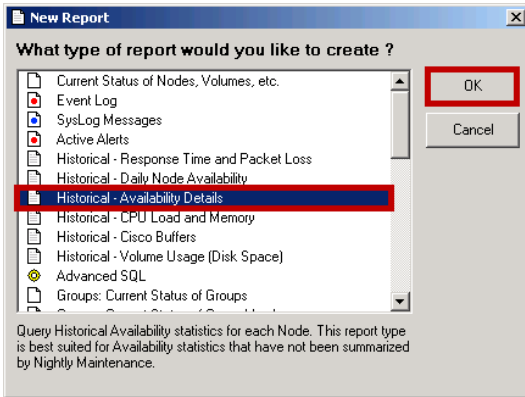 New Report
What type of report would you like to create ?
Current Status of Nodes, Volumes, etc.
Event Log
SysLog Messages
Active Alerts
Historical - Response Time and Packet Loss
Historical - Daily Node Availability
Historical - Availability Details
Historical - CPU Load and Memory
Historical - Cisco Buffers
Historical - Volume Usage (Disk Space)
Advanced SQL
Groups: Current Status of Groups
OK
Cancel
Query Historical Availability statistics for each Node. This report type
is best suited for Availability statistics that have not been summarized
by Nightly Maintenance.